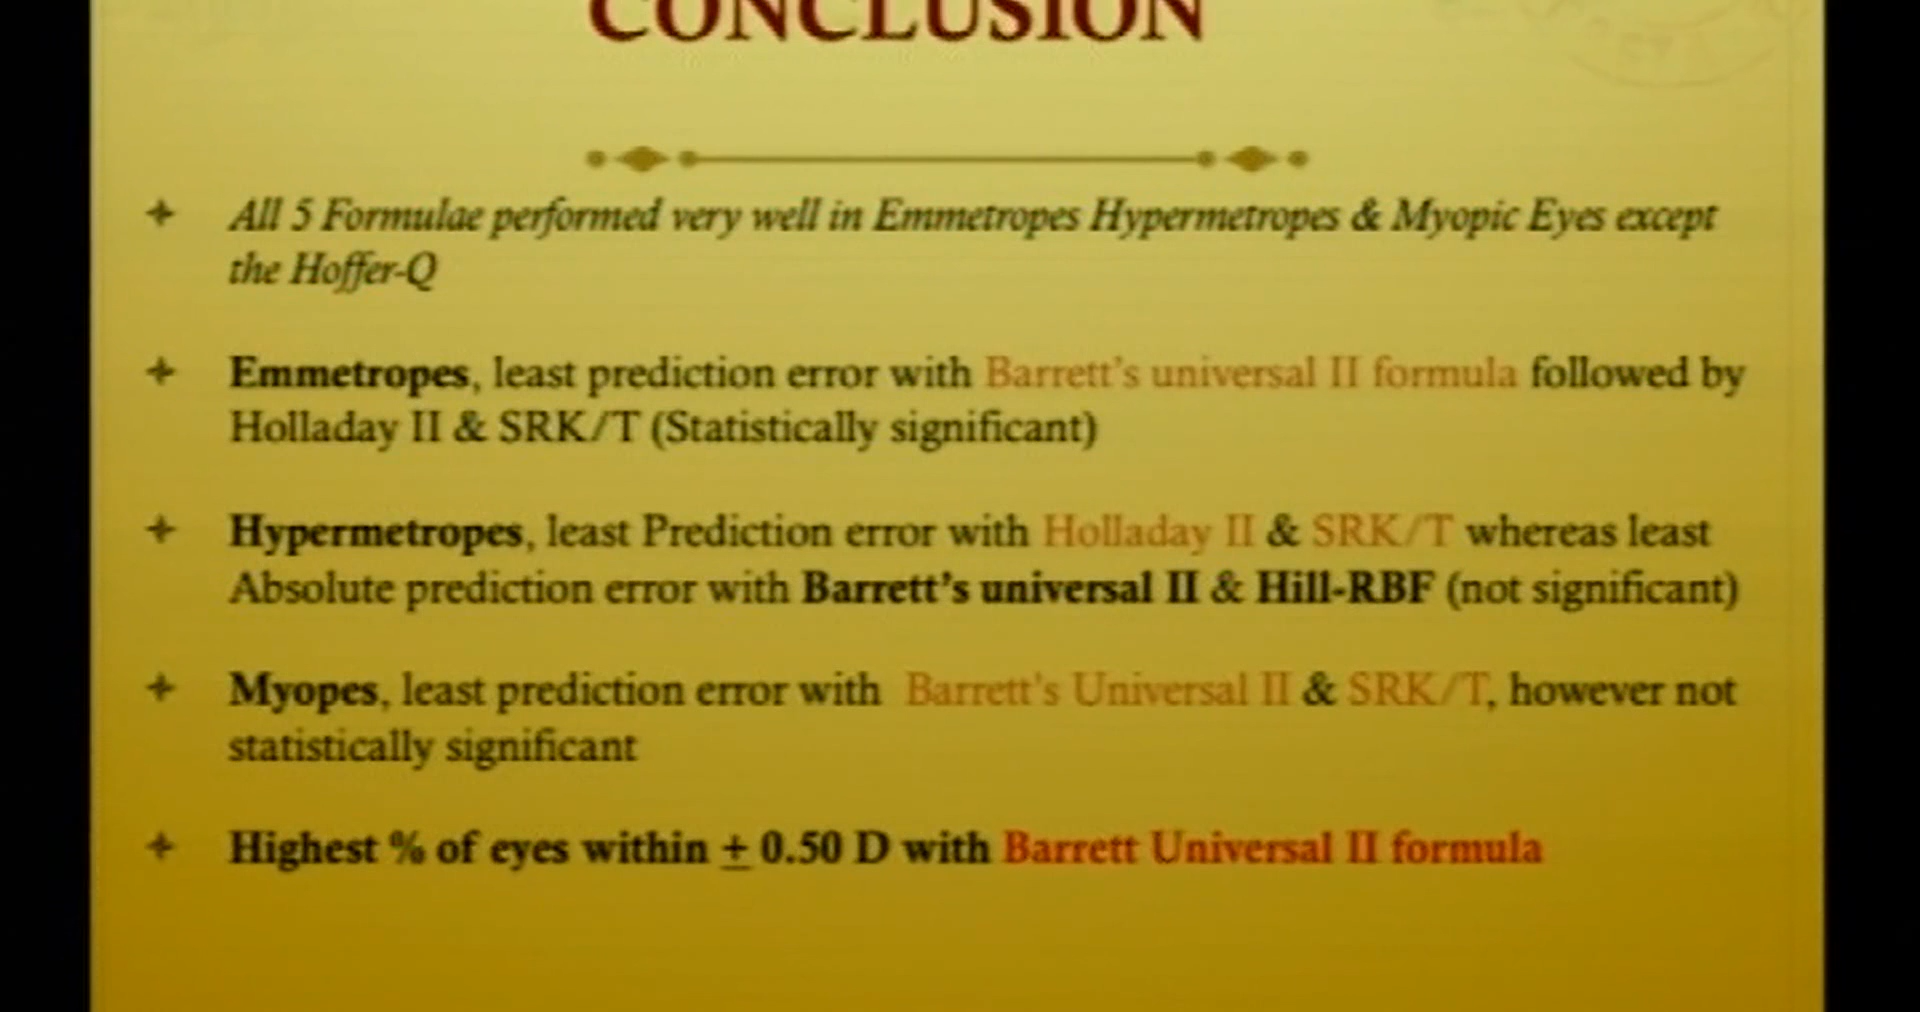 CONCLUSION
All 5 Formulae performed very well in Emmetropes Hypermetropes & Myopic Eyes except
the Hoffer-Q
Emmetropes, least prediction error with Barrett's universal II formula followed by
Holladay II & SRK/T (Statistically significant)
Hypermetropes, least Prediction error with Holladay II & SRK/T whereas least
Absolute prediction error with Barrett's universal II & Hill-RBF (not significant)
Myopes, least prediction error with Barrett's Universal II & SRK/T, however not
statistically significant
Highest % of eyes within ± 0.50 D with Barrett Universal II formula